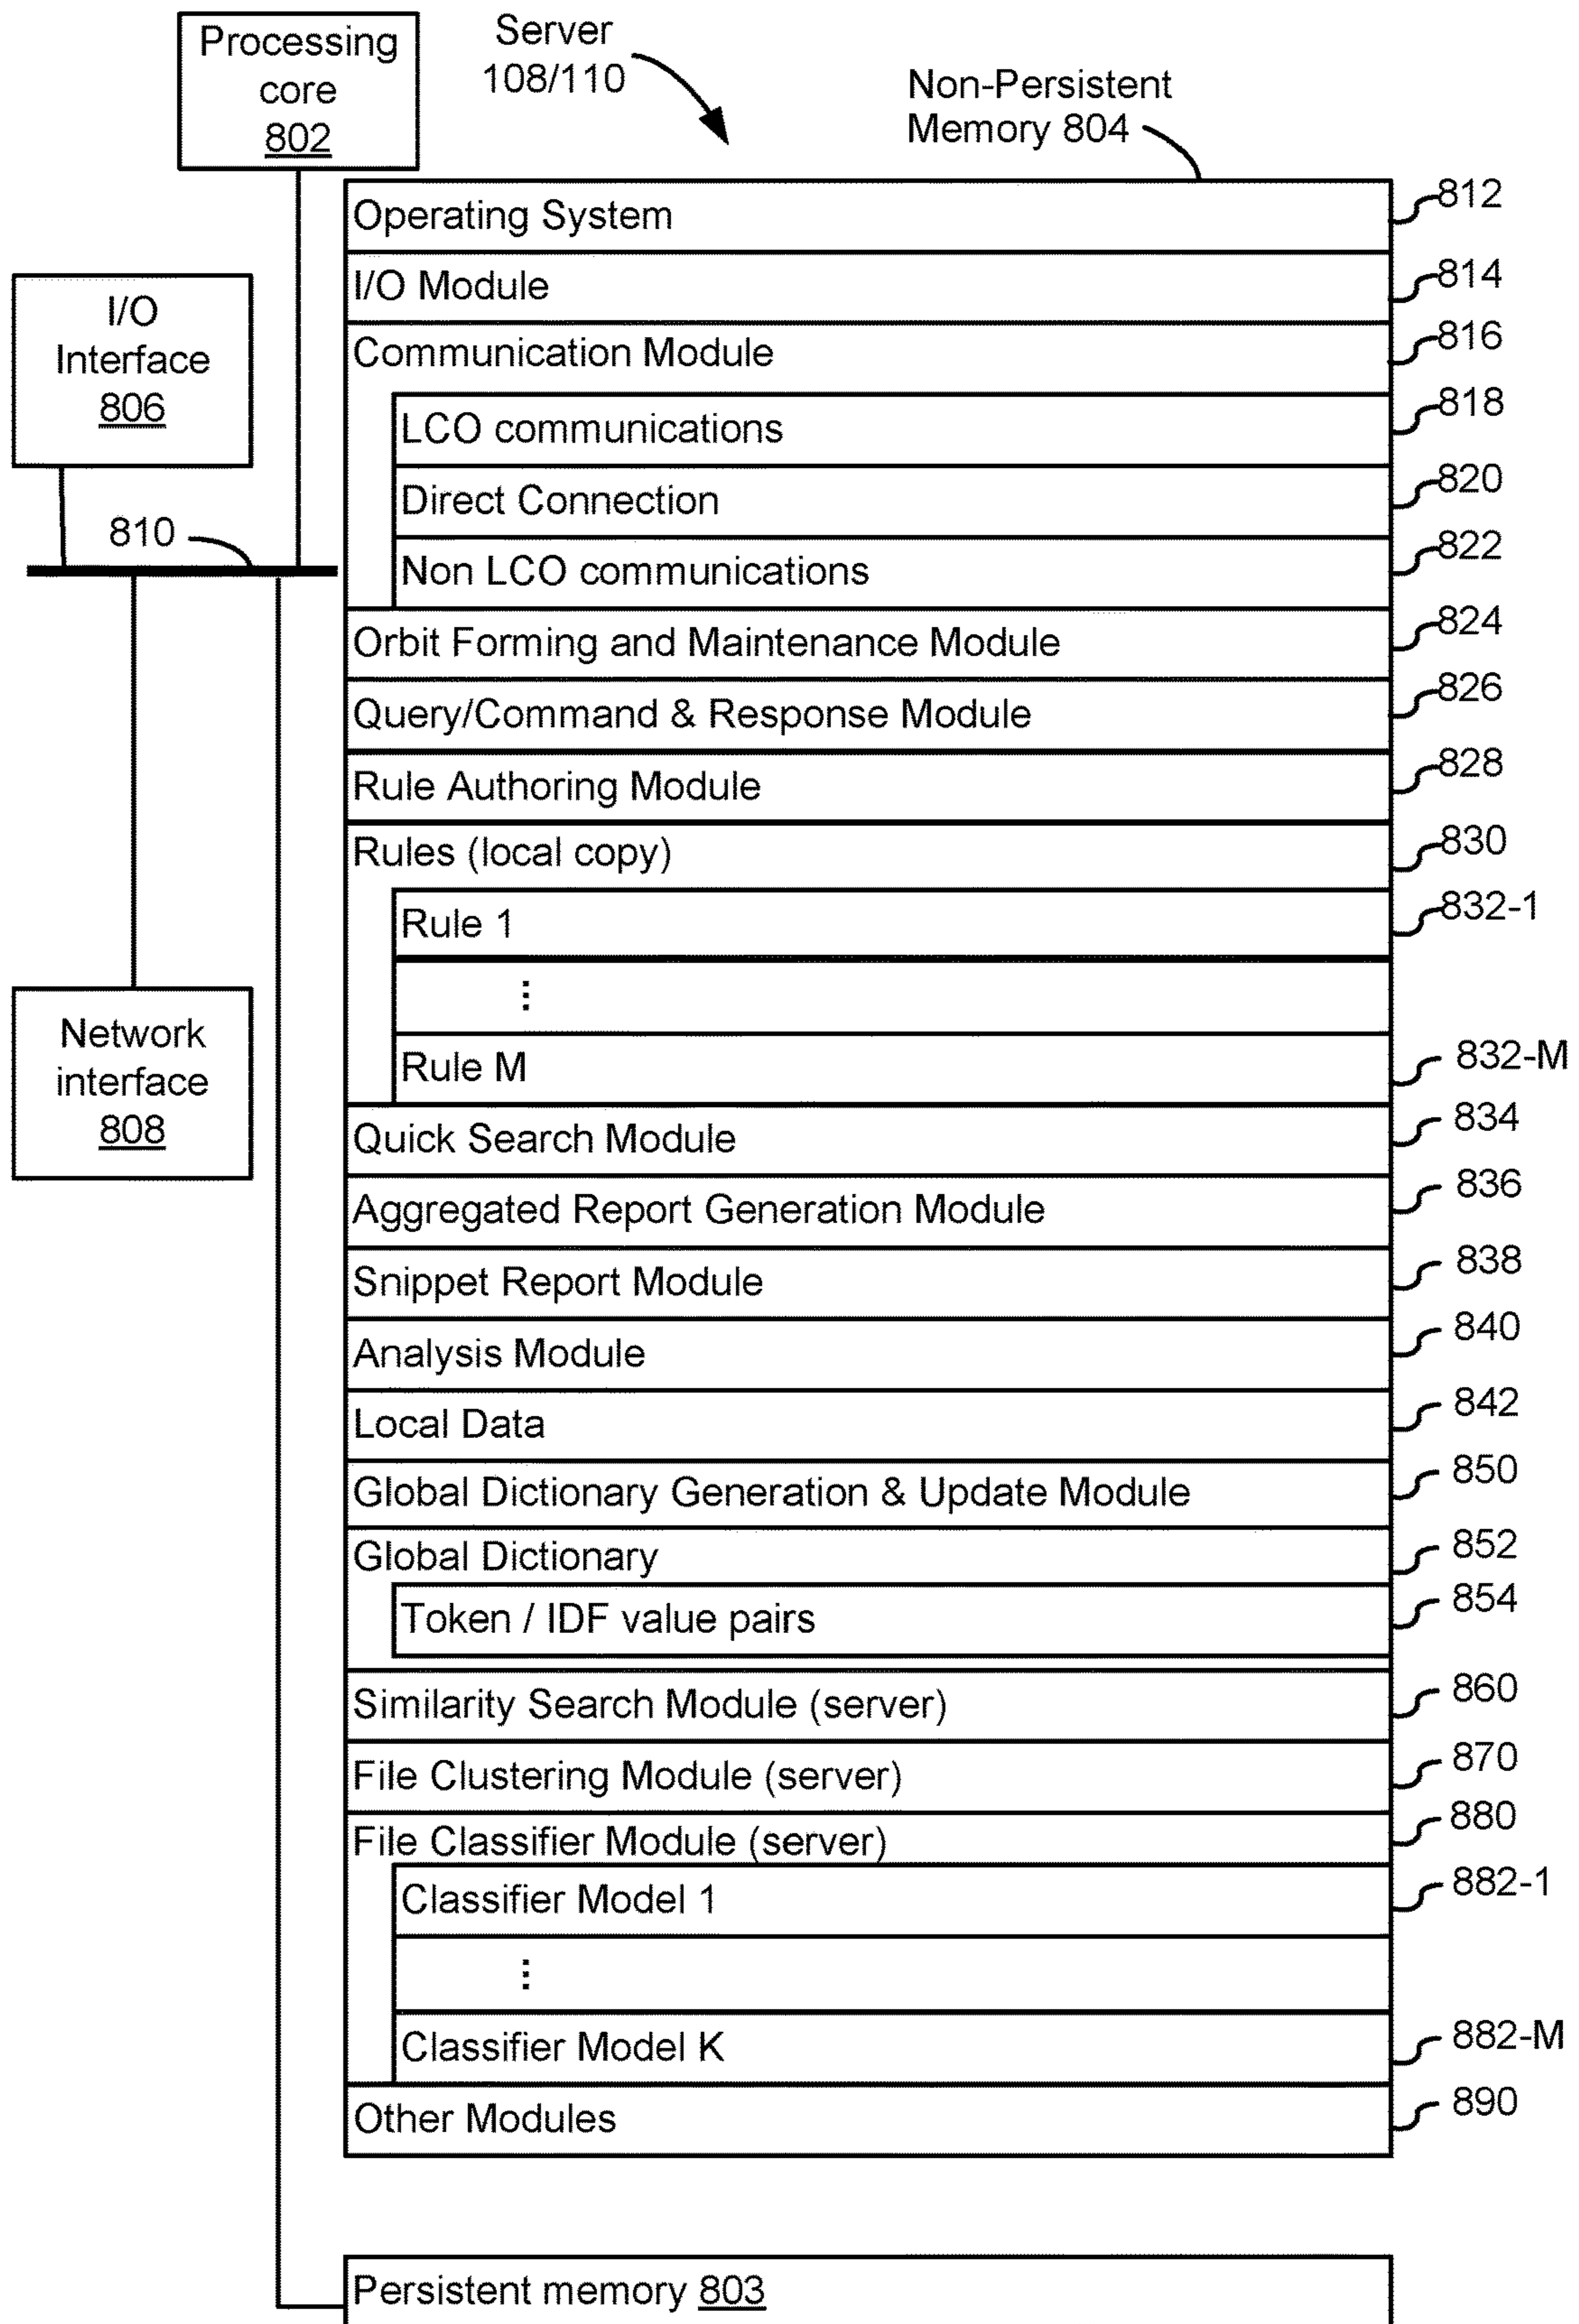 Processing
core
802
Server
108/110
Non-Persistent
Memory 804
Operating System
812
I/O Module
814
I/O
Interface
806
Communication Module
816
LCO communications
818
Direct Connection
820
810
Non LCO communications
822
Orbit Forming and Maintenance Module
824
Query/Command & Response Module
826
Rule Authoring Module
828
Rules (local copy)
830
Rule 1
832-1
⋮
Network
interface
808
Rule M
832-M
Quick Search Module
834
Aggregated Report Generation Module
836
Snippet Report Module
838
Analysis Module
840
Local Data
842
Global Dictionary Generation & Update Module
850
Global Dictionary
852
Token / IDF value pairs
854
Similarity Search Module (server)
860
File Clustering Module (server)
870
File Classifier Module (server)
880
Classifier Model 1
882-1
⋮
Classifier Model K
882-M
Other Modules
890
Persistent memory 803